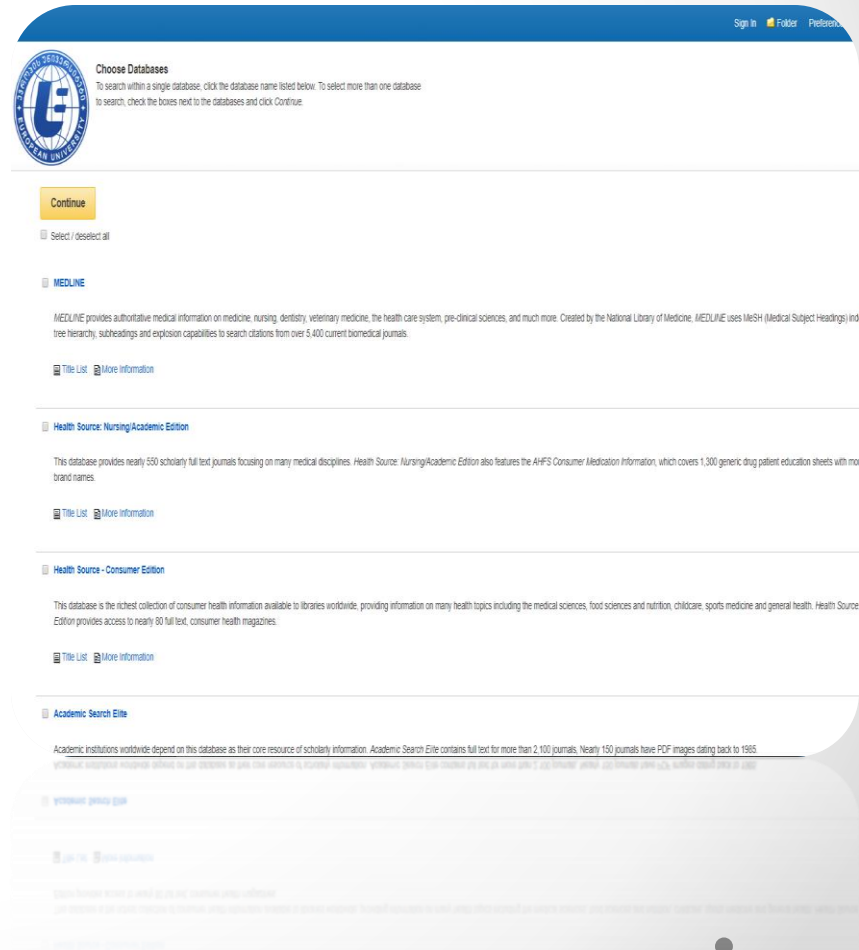 Sign In Folder
Choose Databases
To search within a single database, click the database name listed below. To select more than one database
to search, check the boxes next to the databases and click Continue.
EUROPEAN UNIVERSITY
Continue
Select / deselect all
MEDLINE
MEDLINE provides authoritative medical information on medicine, nursing, dentistry, veterinary medicine, the health care system, pre-clinical sciences, and much more. Created by the National Library of Medicine, MEDLINE uses MeSH (Medical Subject Headings)
tree hierarchy, subheadings and explosion capabilities to search citations from over 5,400 current biomedical journals.
Title List More Information
Health Source: Nursing/Academic Edition
This database provides nearly 550 scholarly full text journals focusing on many medical disciplines. Health Source: Nursing/Academic Edition also features the AHFS Consumer Medication Information, which covers 1,300 generic drug patient education sheets with
brand names.
Title List More Information
Health Source - Consumer Edition
This database is the richest collection of consumer health information available to libraries worldwide, providing information on many health topics including the medical sciences, food sciences and nutrition, childcare, sports medicine and general health. Health Source
Edition provides access to nearly 80 full text, consumer health magazines.
Title List More Information
Academic Search Elite
Academic institutions worldwide depend on this database as their core resource of scholarly information. Academic Search Elite contains full text for more than 2,100 journals, Nearly 150 journals have PDF images dating back to 1985.